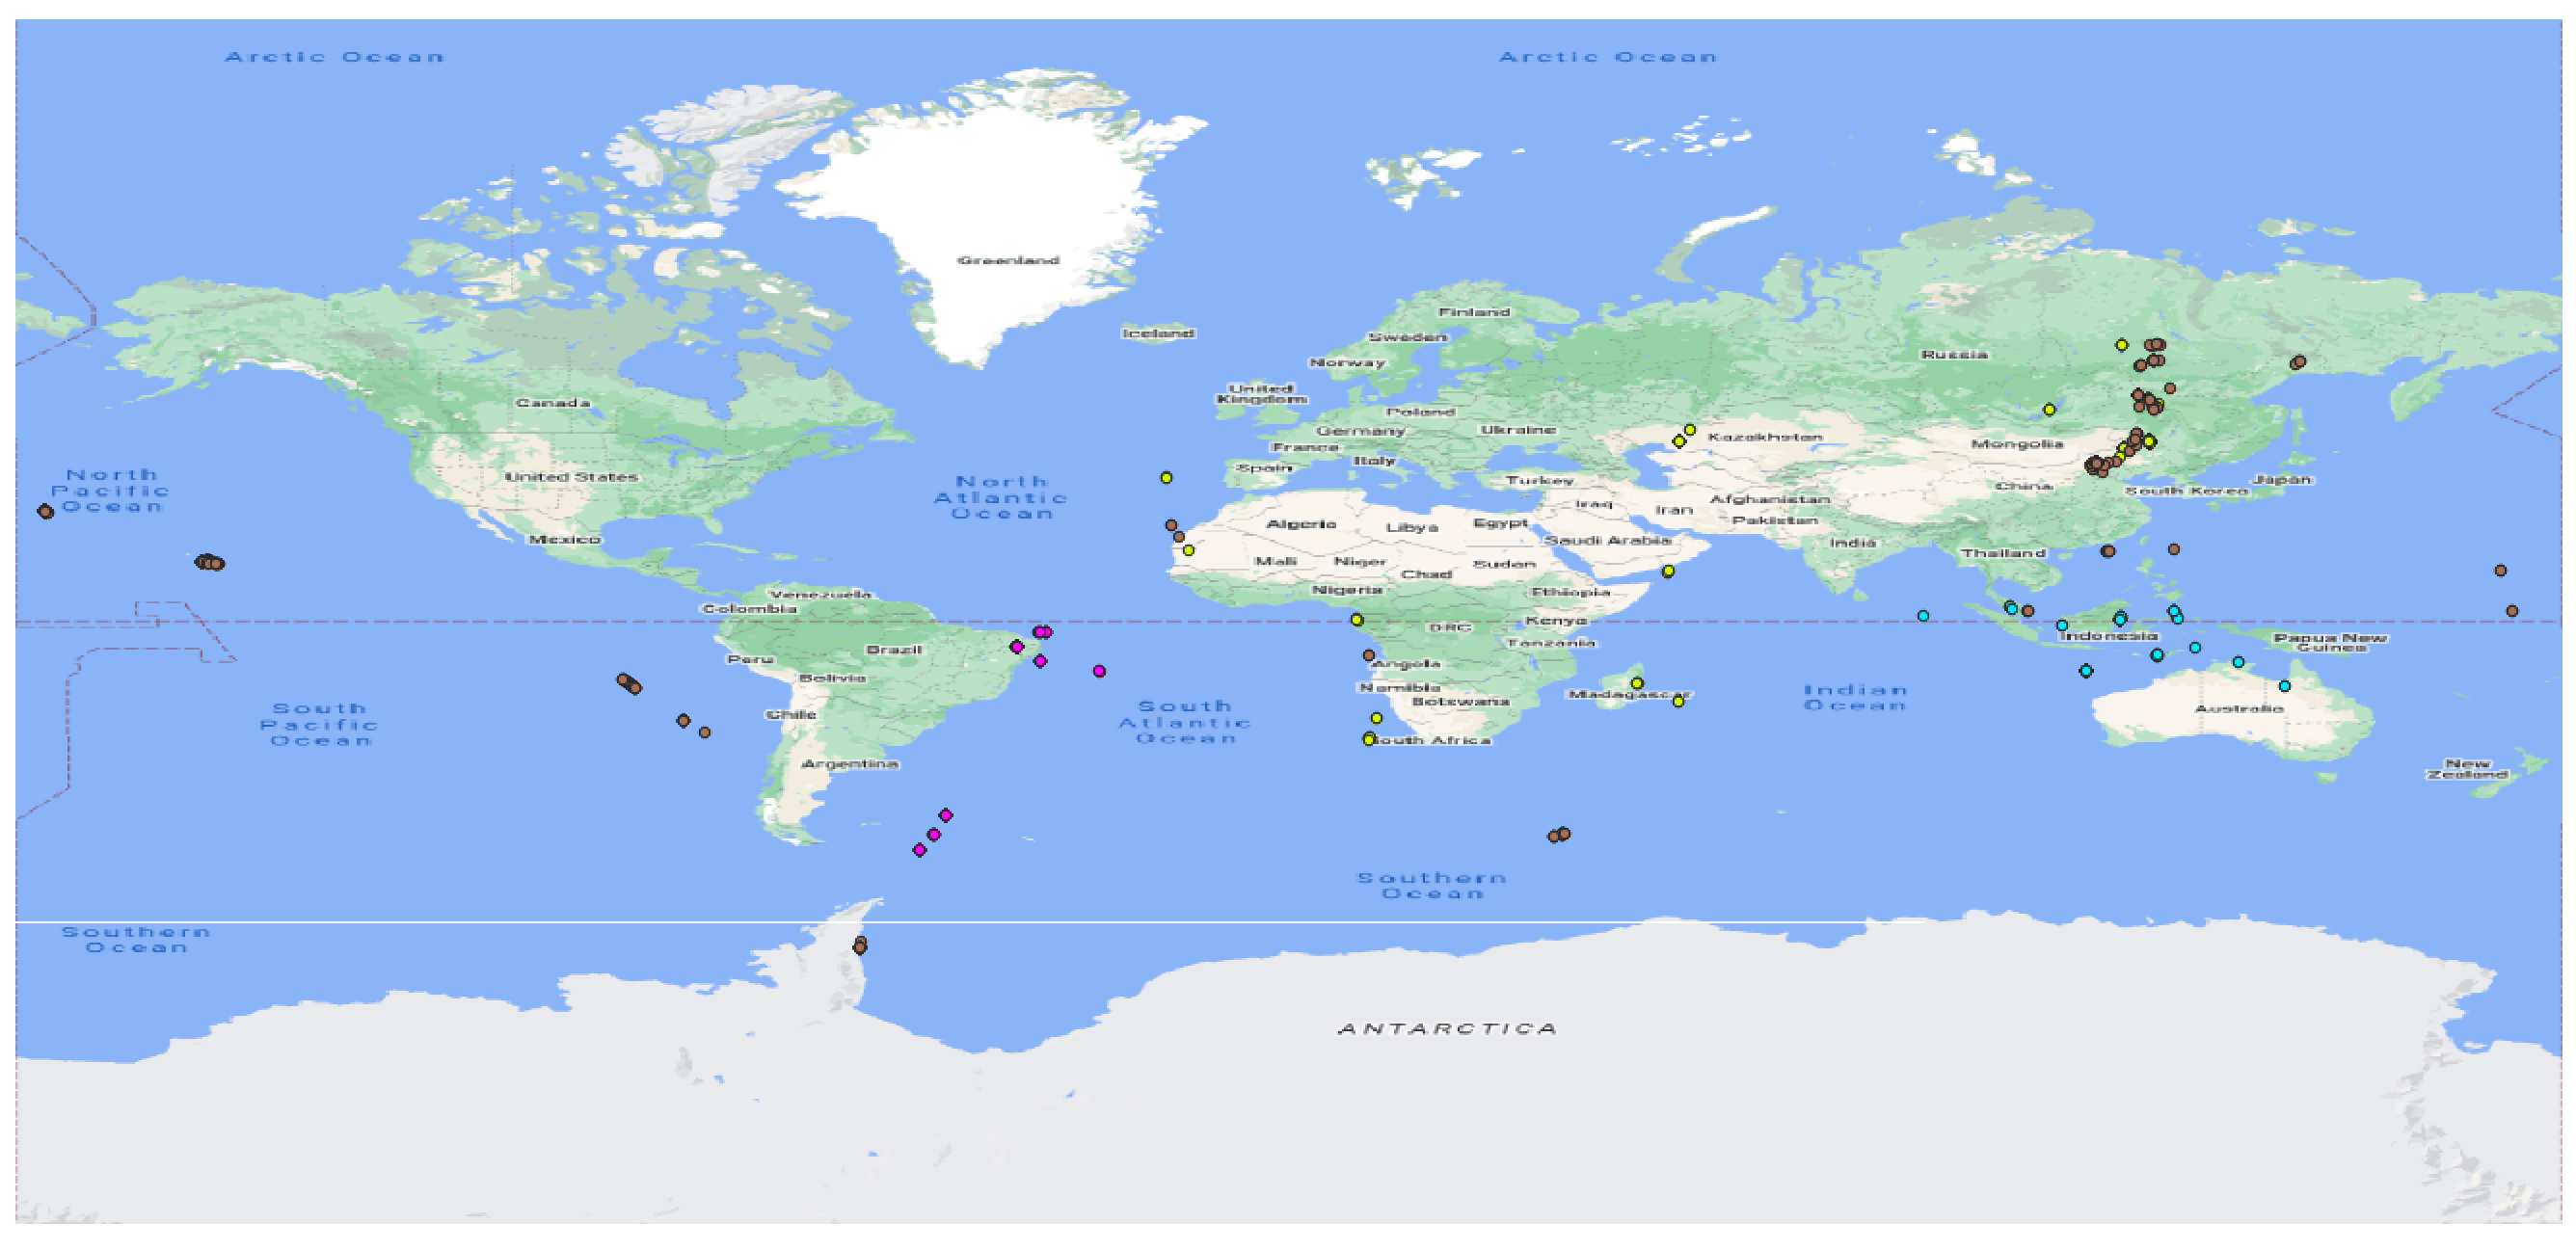 Arctic Ocean
Arctic Ocean
Greenland
Iceland
Finland
Sweden
Norway
Russia
United
Kingdom
Canada
Poland
Germany
Ukraine
Kazakhstan
Mongolia
France
Italy
Spain
North
Pacific
Ocean
United States
North
Atlantic
Ocean
Turkey
China
South Korea
Japan
Iraq
Iran
Afghanistan
Pakistan
Algeria
Libya
Egypt
Mexico
Saudi Arabia
India
Thailand
Mali
Niger
Chad
Sudan
Nigeria
Ethiopia
Venezuela
Colombia
DRC
Kenya
Tanzania
Indonesia
Papua New
Guinea
Peru
Brazil
Angola
Bolivia
Namibia
Botswana
Madagascar
Indian
Ocean
South
Pacific
Ocean
Chile
South
Atlantic
Ocean
Australia
South Africa
Argentina
New
Zealand
Southern
Ocean
Southern
Ocean
ANTARCTICA